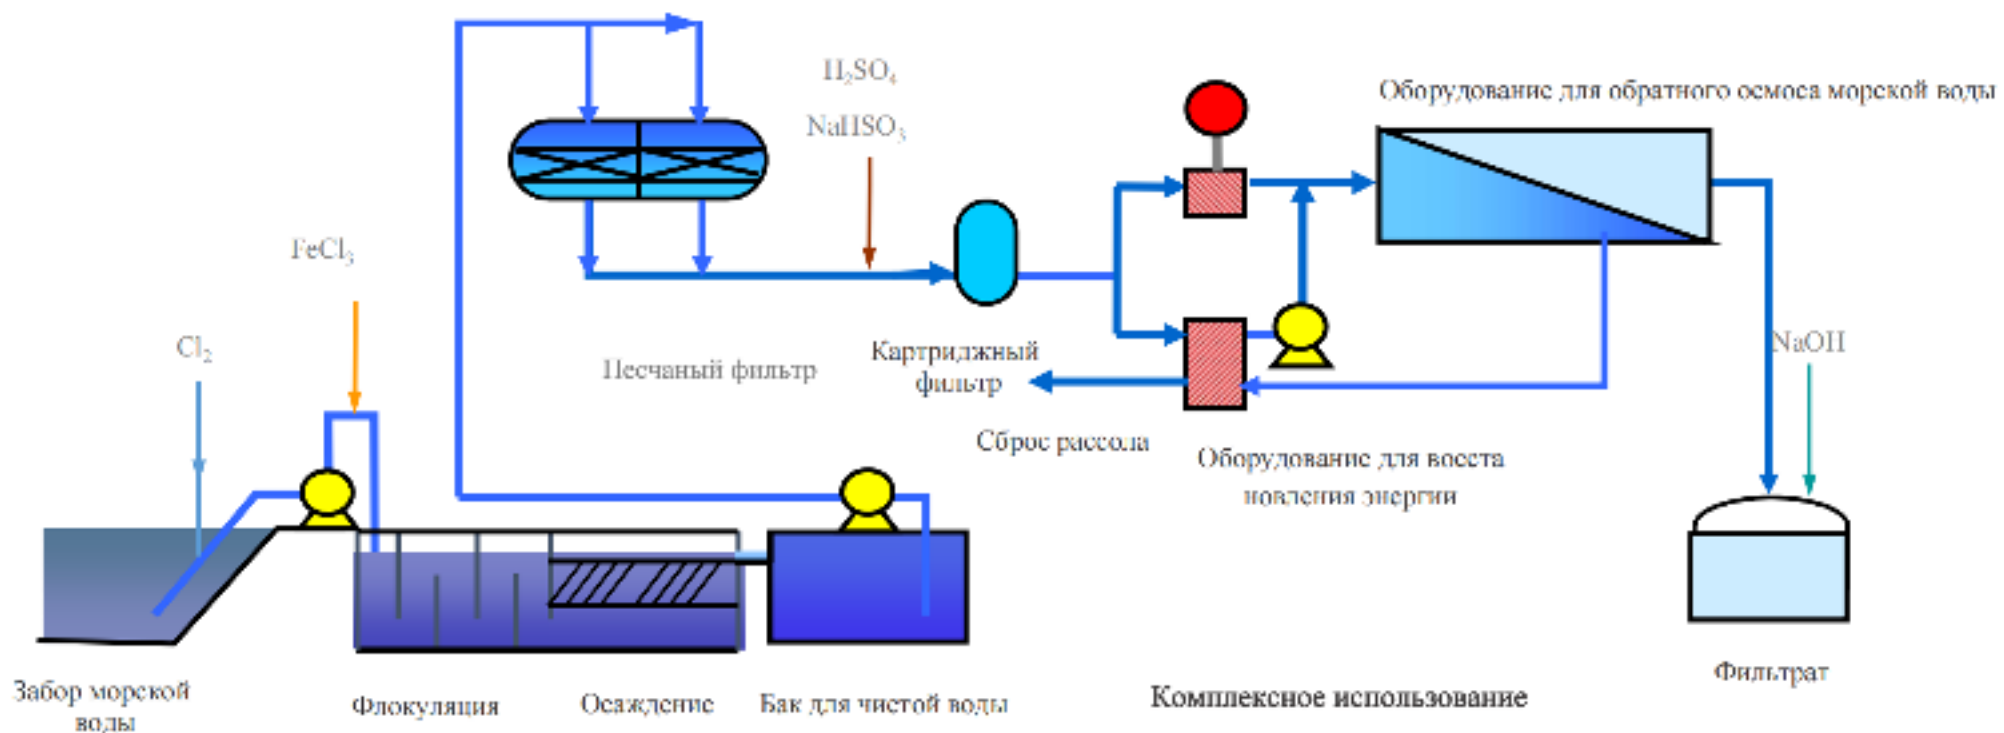 H₂SO₄
NaHSO₃
Оборудование для обратного осмоса морской воды
FeCl₃
Cl₂
Песчаный фильтр
Картриджный
фильтр
NaOH
Сброс рассола
Оборудование для восста
новления энергии
Забор морской
воды
Флокуляция
Осаждение
Бак для чистой воды
Комплексное использование
Фильтрат